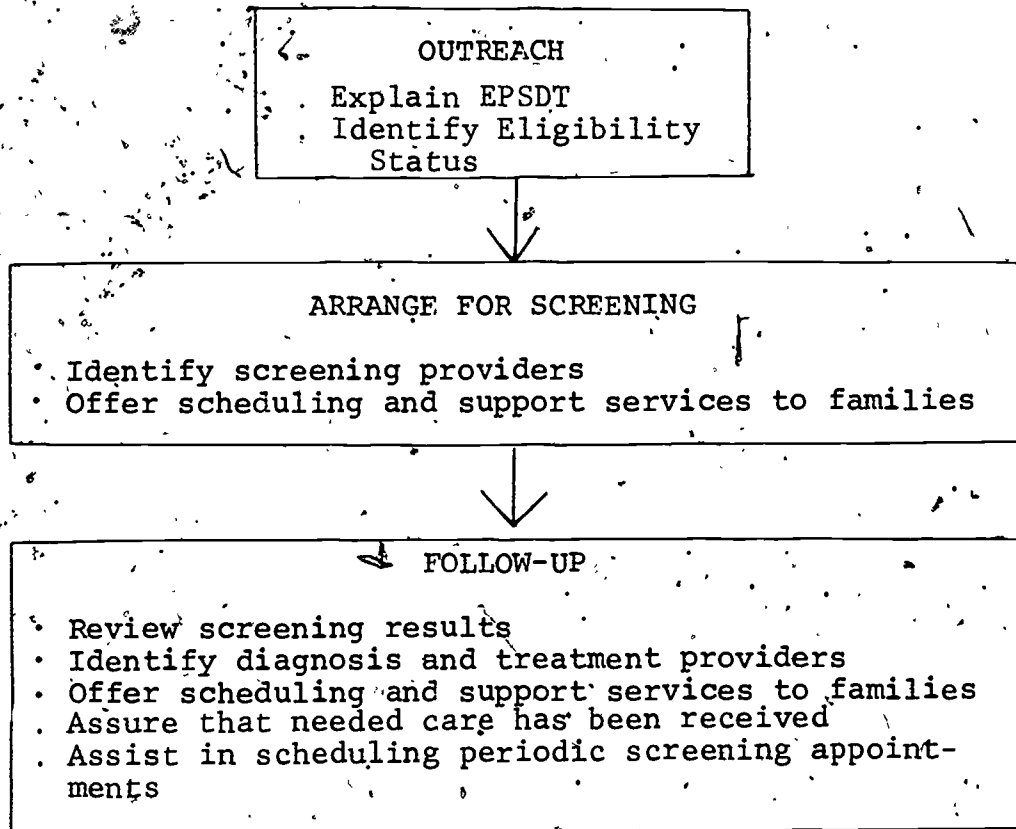 OUTREACH
. Explain EPSDT
. Identify Eligibility
Status
ARRANGE FOR SCREENING
· Identify screening providers
· Offer scheduling and support services to families
FOLLOW-UP
· Review screening results
· Identify diagnosis and treatment providers
· Offer scheduling and support services to families
. Assure that needed care has been received
. Assist in scheduling periodic screening appoint-
ments